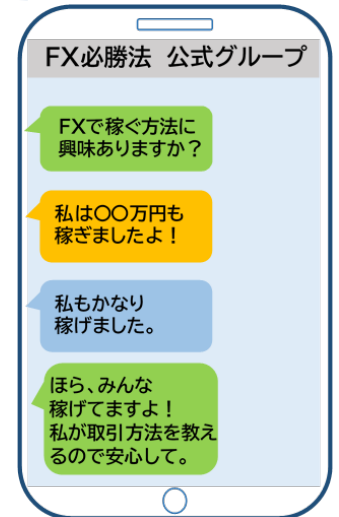 FX必勝法 公式グループ
FXで稼ぐ方法に
興味ありますか？
私は〇〇万円も
稼ぎましたよ！
私もかなり
稼げました。
ほら、みんな
稼げてますよ！
私が取引方法を教え
るので安心して。